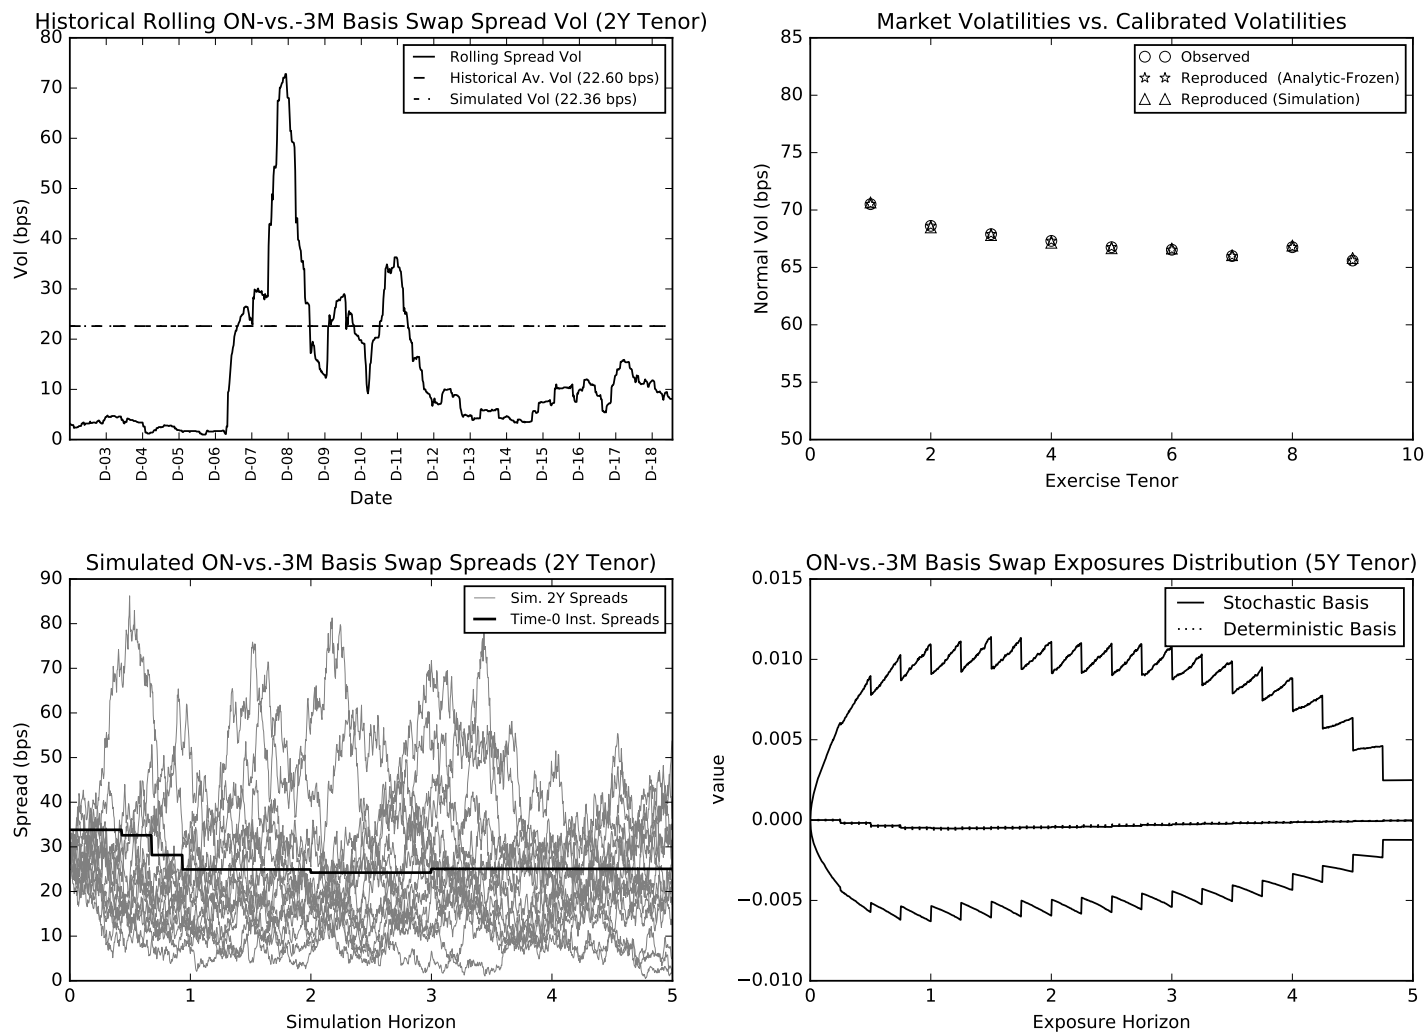 Historical Rolling ON-vs.-3M Basis Swap Spread Vol (2Y Tenor)
80
70
60
50
40
30
20
10
0
Vol (bps)
Rolling Spread Vol
Historical Av. Vol (22.60 bps)
Simulated Vol (22.36 bps)
D-03
D-04
D-05
D-06
D-07
D-08
D-09
D-10
D-11
D-12
D-13
D-14
D-15
D-16
D-17
D-18
Date
Market Volatilities vs. Calibrated Volatilities
85
80
75
70
65
60
55
50
Normal Vol (bps)
Observed
Reproduced (Analytic-Frozen)
Reproduced (Simulation)
0 2 4 6 8 10
Exercise Tenor
Simulated ON-vs.-3M Basis Swap Spreads (2Y Tenor)
90
80
70
60
50
40
30
20
10
0
Spread (bps)
Sim. 2Y Spreads
Time-0 Inst. Spreads
0 1 2 3 4 5
Simulation Horizon
ON-vs.-3M Basis Swap Exposures Distribution (5Y Tenor)
0.015
0.010
0.005
0.000
−0.005
−0.010
value
Stochastic Basis
Deterministic Basis
0 1 2 3 4 5
Exposure Horizon